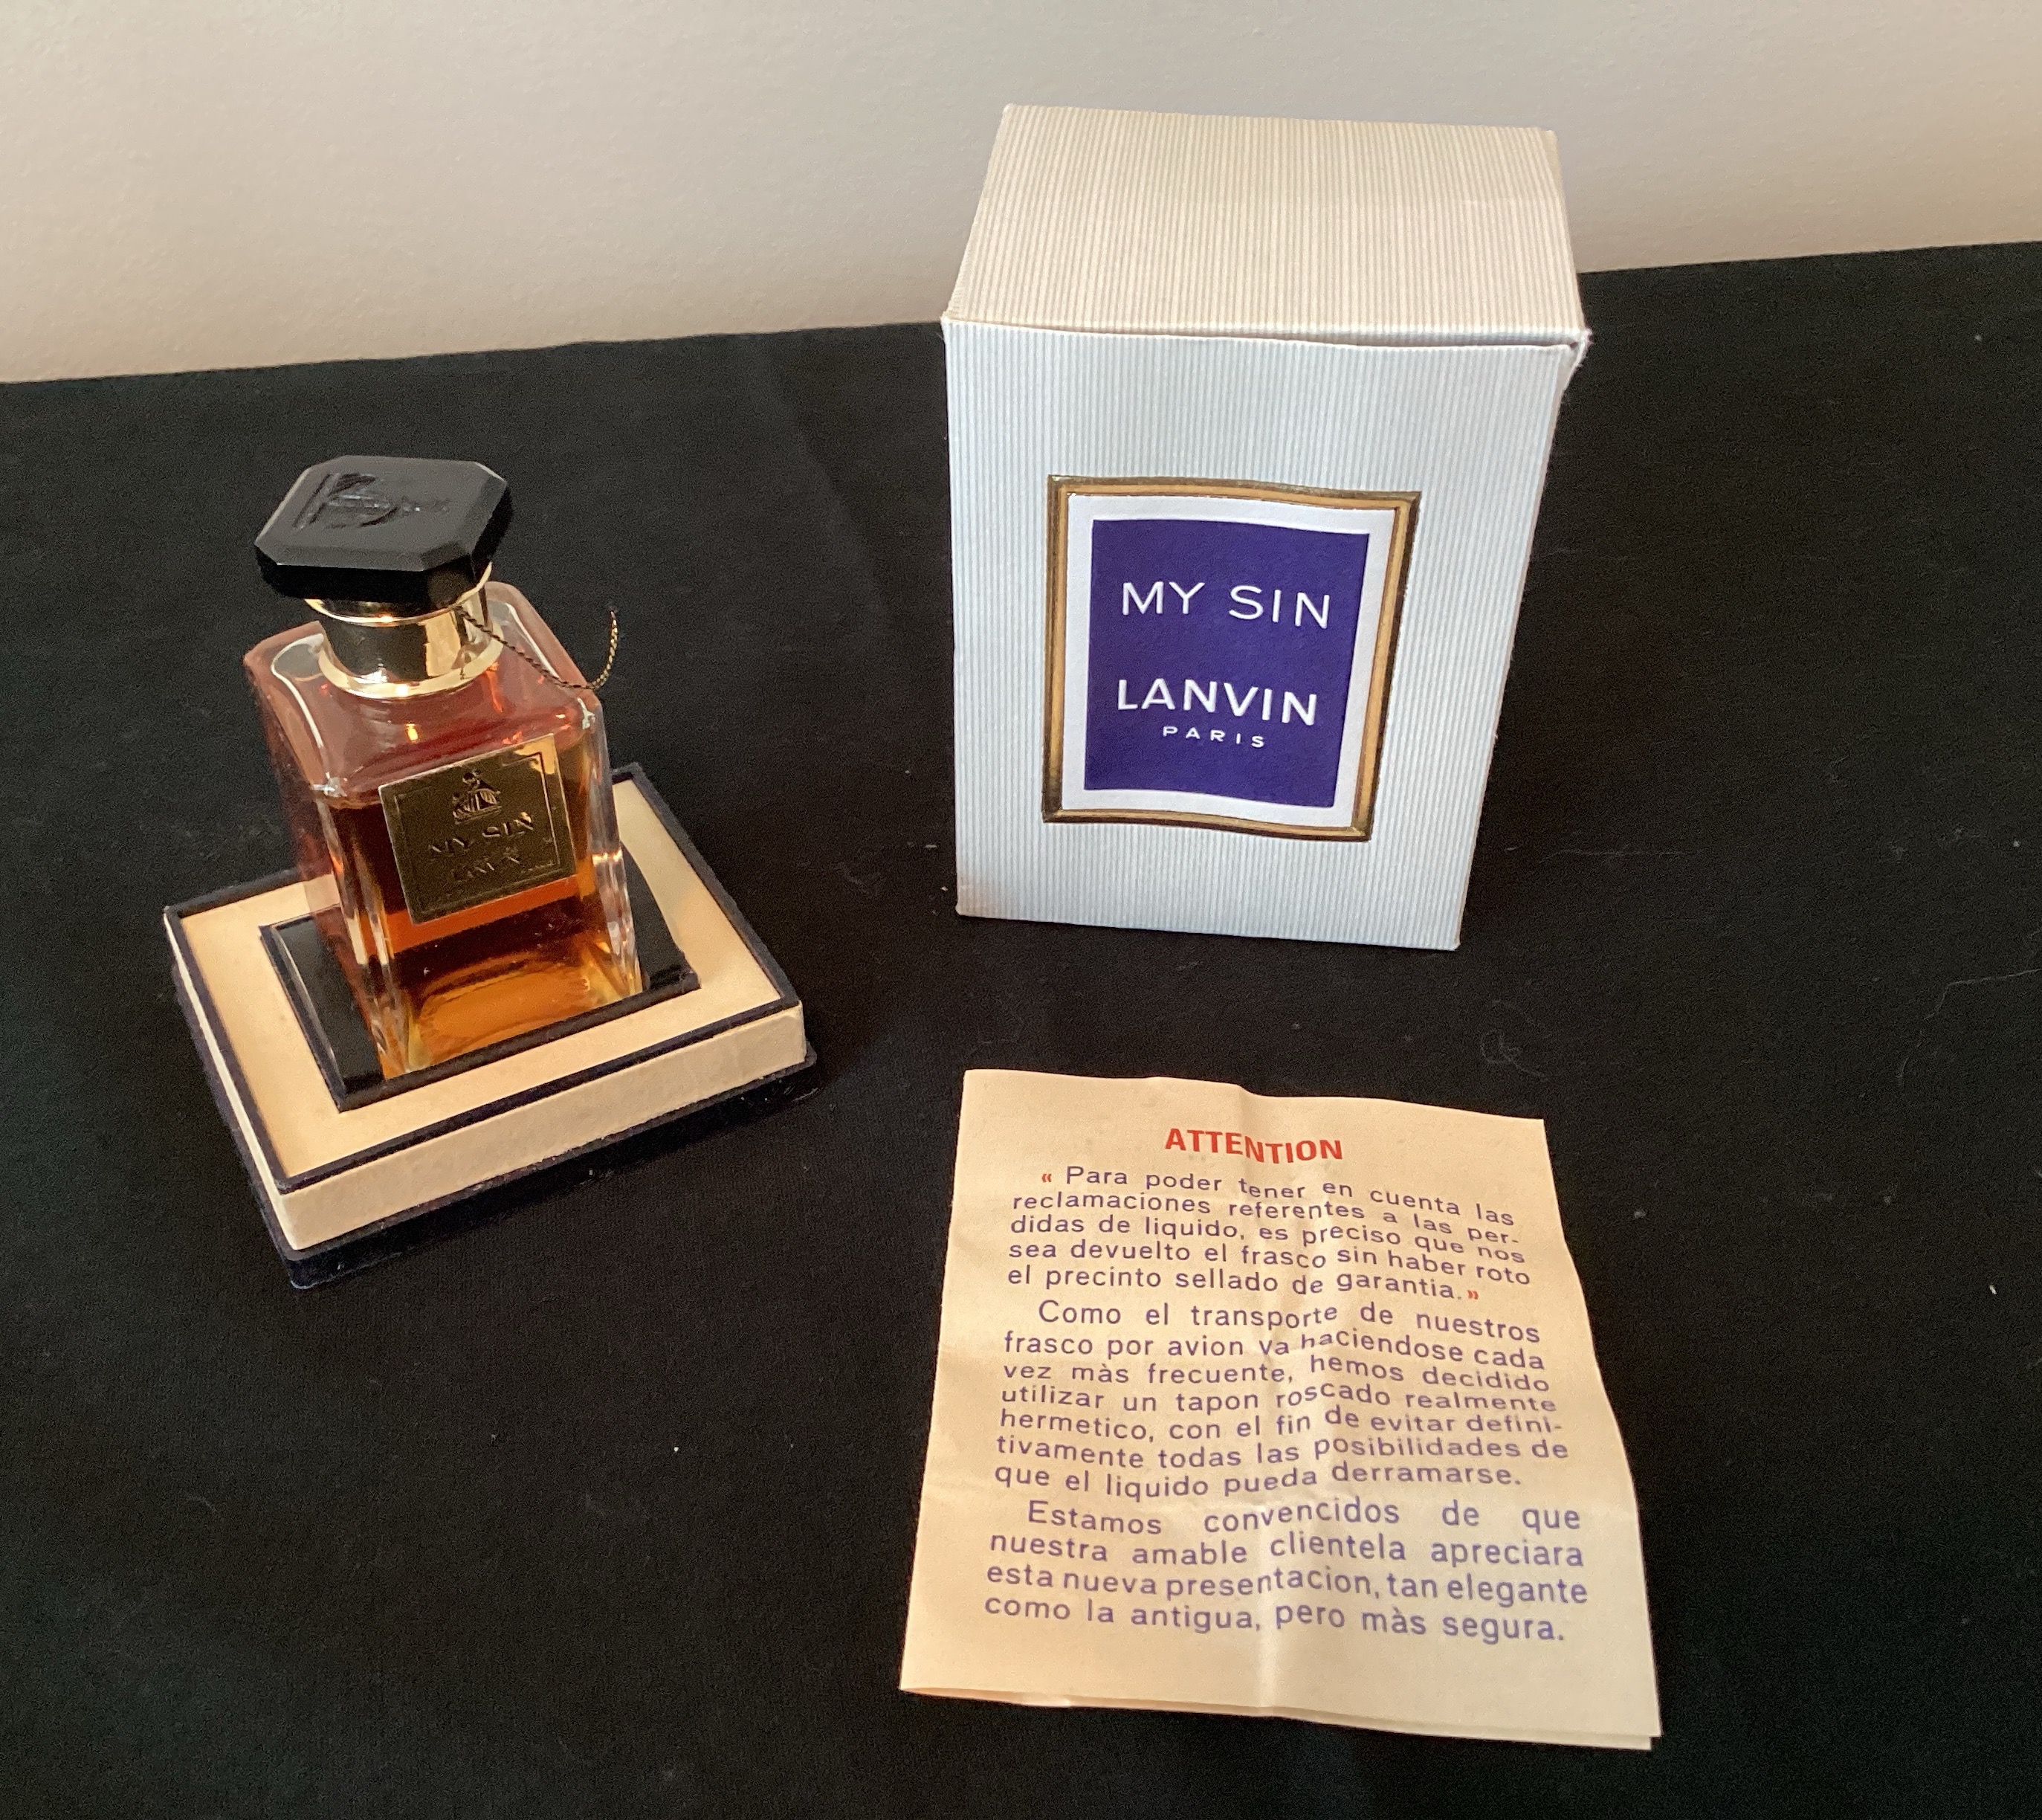 MY SIN
LANVIN
MY SIN
LANVIN
PARIS
ATTENTION
« Para poder tener en cuenta las
reclamaciones referentes a las per-
didas de liquido, es preciso que nos
sea devuelto el frasco sin haber roto
el precinto sellado de garantia.»
Como el transporte de nuestros
frasco por avion va haciendose cada
vez màs frecuente, hemos decidido
utilizar un tapon roscado realmente
hermetico, con el fin de evitar defini-
tivamente todas las posibilidades de
que el liquido pueda derramarse.
Estamos convencidos de que
nuestra amable clientela apreciara
esta nueva presentacion, tan elegante
como la antigua, pero màs segura.